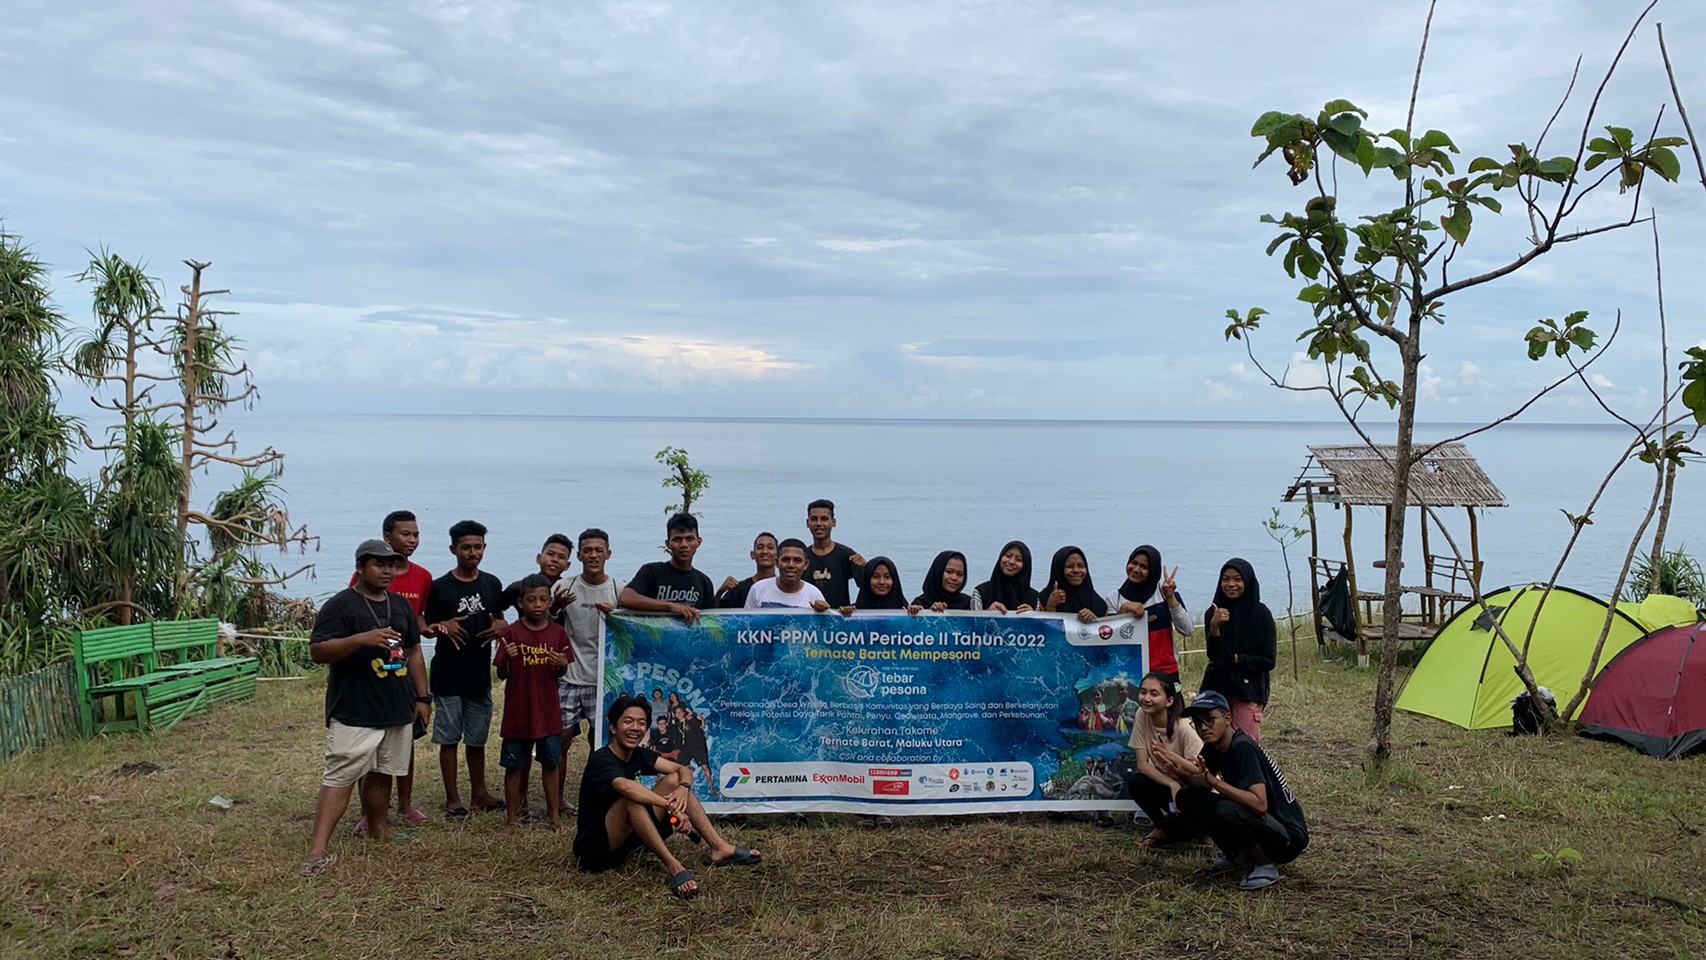 KKN-PPM UGM Periode II Tahun 2022
Ternate Barat Mempesona
tebar
pesona
PESONA
"Perencanaan Desa Wisata Berbasis Komunitas yang Berdaya Saing dan Berkelanjutan
melalui Potensi Daya Tarik Pantai, Penyu, Geowisata, Mangrove, dan Perkebunan"
Kelurahan Takome
Ternate Barat, Maluku Utara
CSR and collaboration by:
PERTAMINA
ExxonMobil
Bloods
trouble
Maker